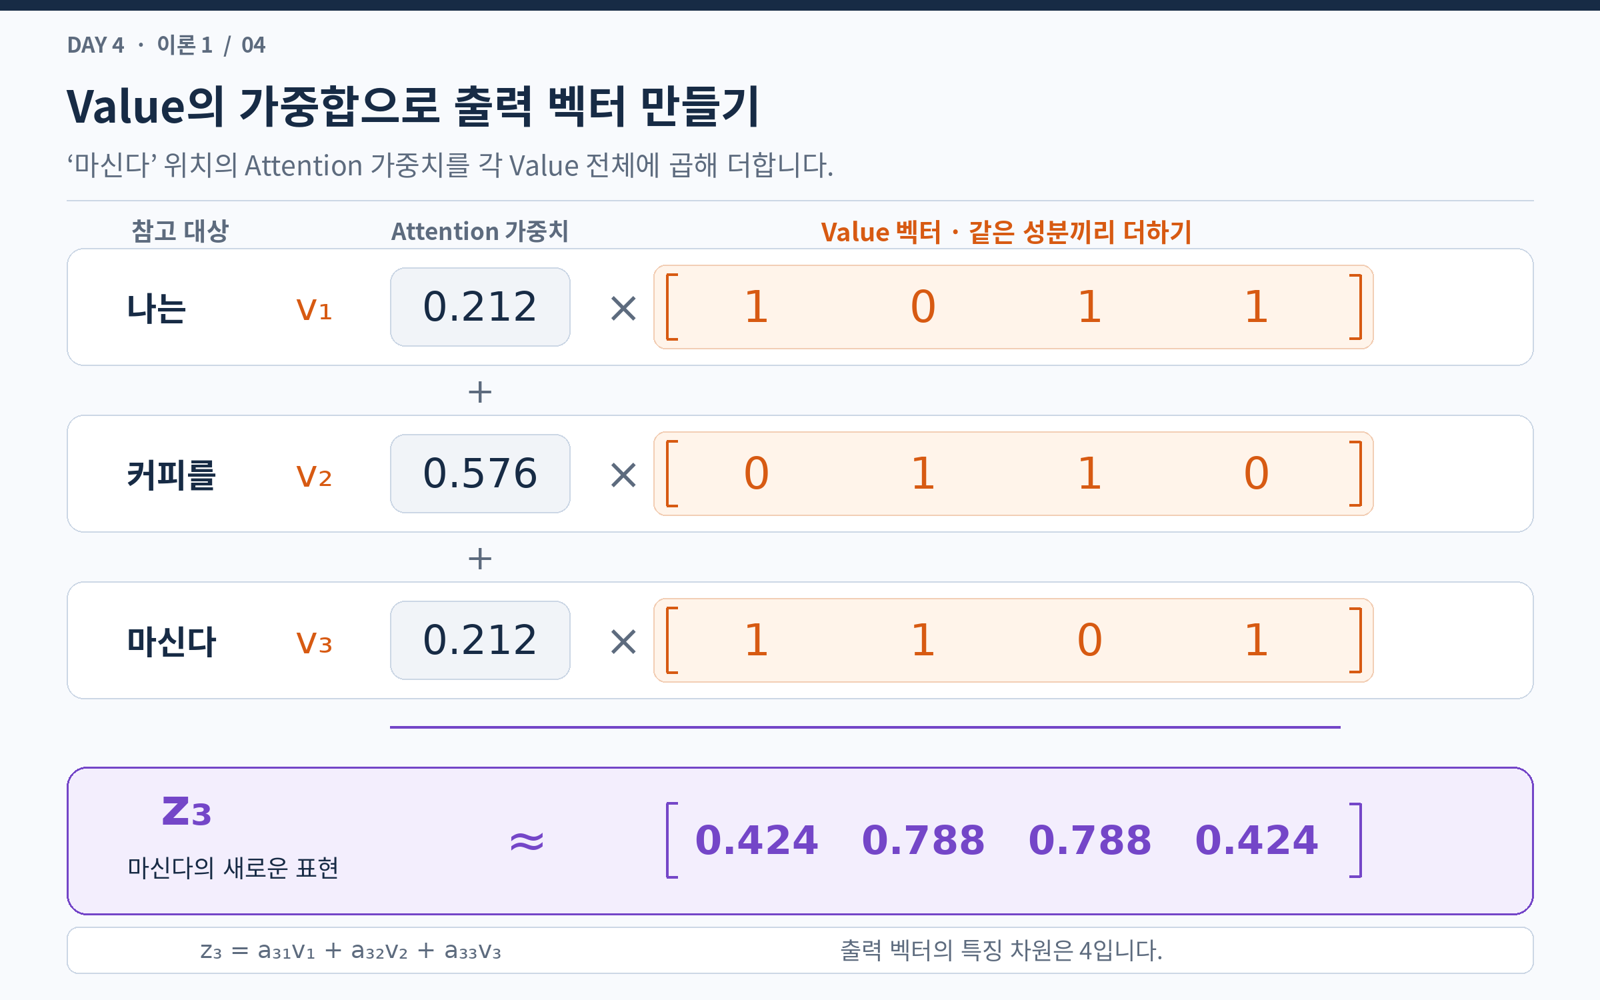 DAY 4 · 이론 1 / 04
Value의 가중합으로 출력 벡터 만들기
‘마신다’ 위치의 Attention 가중치를 각 Value 전체에 곱해 더합니다.
참고 대상 Attention 가중치 Value 벡터 · 같은 성분끼리 더하기
나는 v₁ 0.212 × [ 1 0 1 1 ]
+
커피를 v₂ 0.576 × [ 0 1 1 0 ]
+
마신다 v₃ 0.212 × [ 1 1 0 1 ]
z₃ ≈ [ 0.424 0.788 0.788 0.424 ]
마신다의 새로운 표현
z₃ = a₃₁v₁ + a₃₂v₂ + a₃₃v₃ 출력 벡터의 특징 차원은 4입니다.